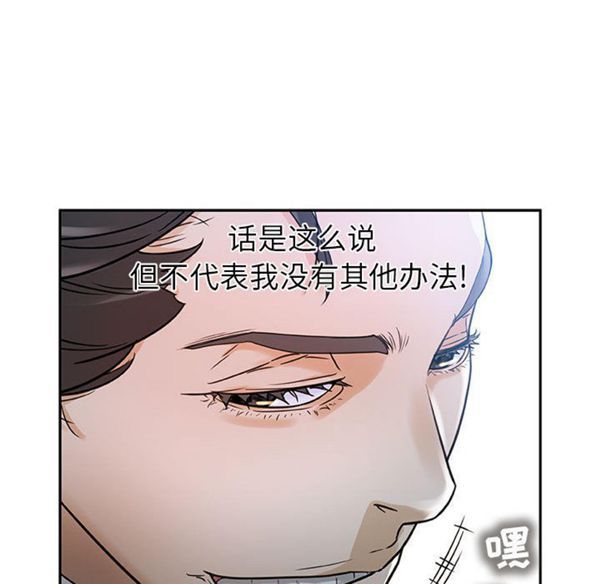 话是这么说
但不代表我没有其他办法!
嘿